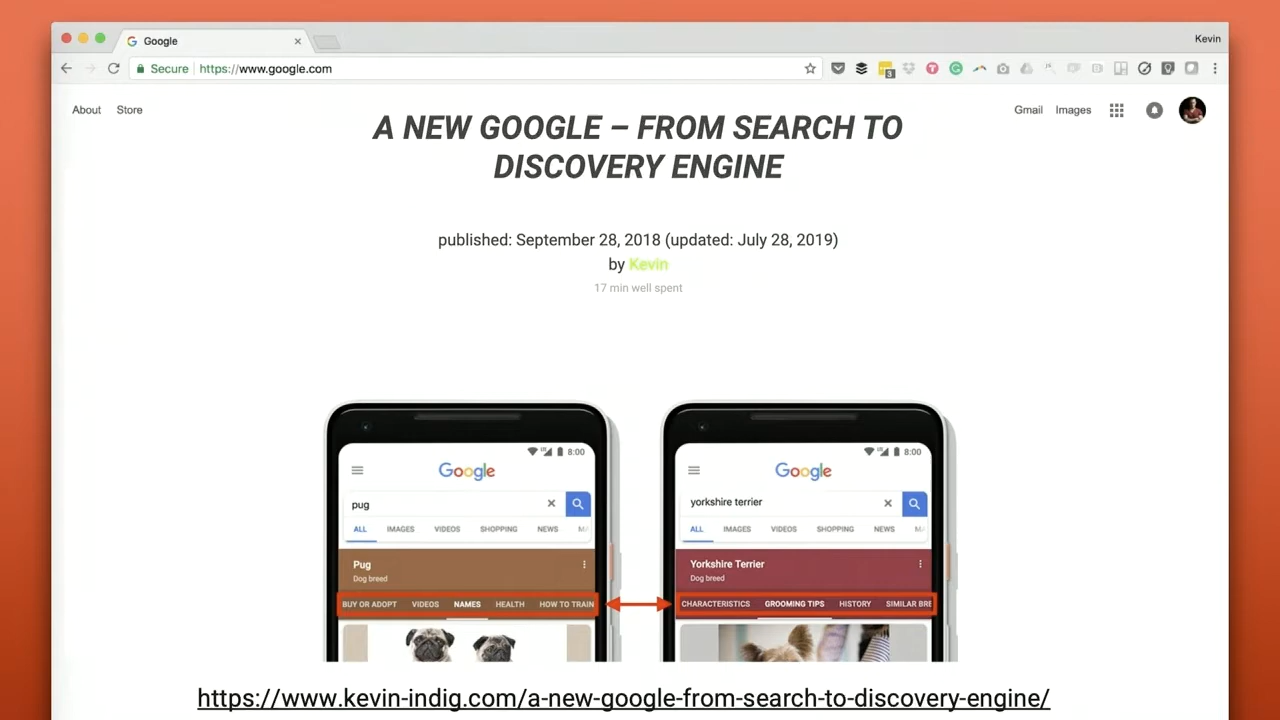 Google
Kevin
Secure
https://www.google.com
3
About
Store
Gmail
Images
A NEW GOOGLE – FROM SEARCH TO
DISCOVERY ENGINE
published: September 28, 2018 (updated: July 28, 2019)
by Kevin
17 min well spent
8:00
Google
pug
ALL IMAGES VIDEOS SHOPPING NEWS
Pug
Dog breed
BUY OR ADOPT VIDEOS NAMES HEALTH HOW TO TRAIN
8:00
Google
yorkshire terrier
ALL IMAGES VIDEOS SHOPPING NEWS
Yorkshire Terrier
Dog breed
CHARACTERISTICS GROOMING TIPS HISTORY SIMILAR BRE
https://www.kevin-indig.com/a-new-google-from-search-to-discovery-engine/